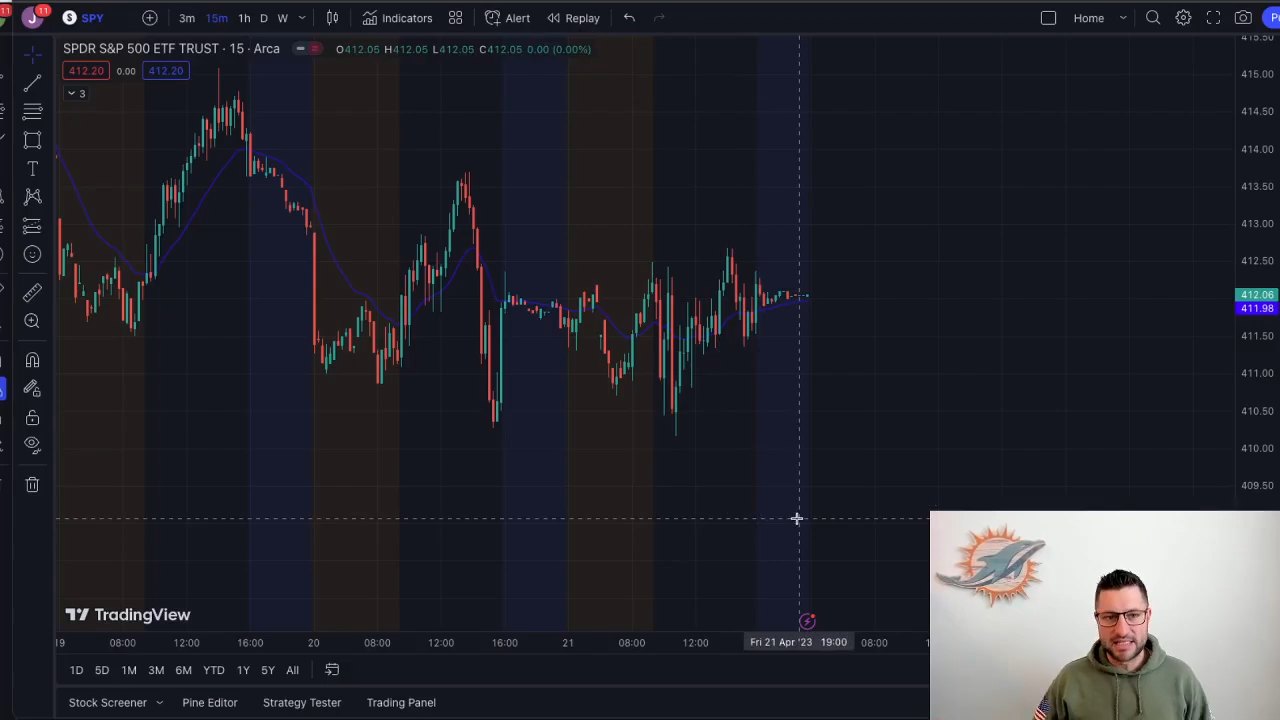 11
J 11
S SPY
3m 15m 1h D W
Indicators
Alert
Replay
Home
SPDR S&P 500 ETF TRUST · 15 · Arca
O412.05 H412.05 L412.05 C412.05 0.00 (0.00%)
412.20 0.00 412.20
3
415.50
415.00
414.50
414.00
413.50
413.00
412.50
412.06
411.98
411.50
411.00
410.50
410.00
409.50
TradingView
19 08:00 12:00 16:00 20 08:00 12:00 16:00 21 08:00 12:00 Fri 21 Apr '23 19:00 08:00
1D 5D 1M 3M 6M YTD 1Y 5Y All
Stock Screener Pine Editor Strategy Tester Trading Panel